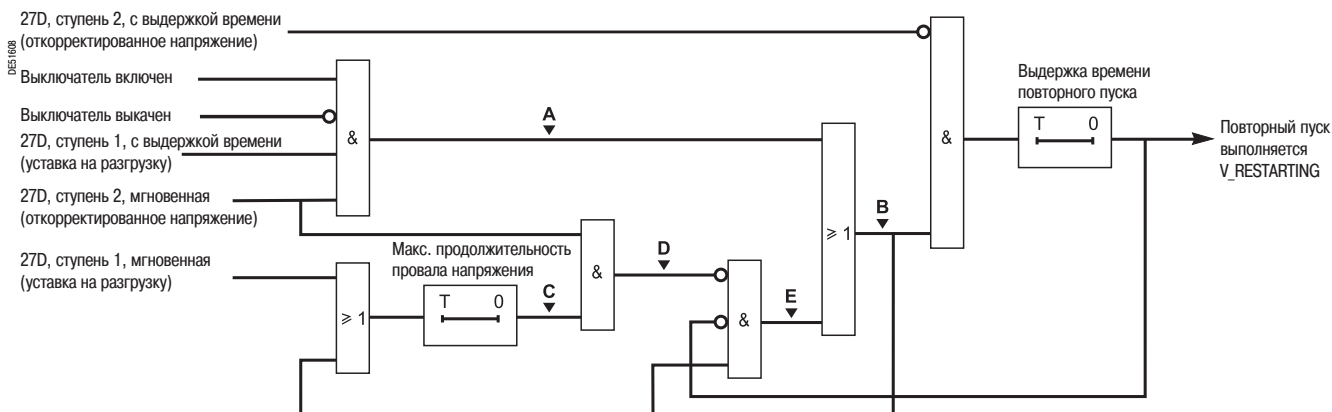 27D, ступень 2, с выдержкой времени
(откорректированное напряжение)
DE51608
Выключатель включен
Выключатель выкачен
27D, ступень 1, с выдержкой времени
(уставка на разгрузку)
27D, ступень 2, мгновенная
(откорректированное напряжение)
27D, ступень 1, мгновенная
(уставка на разгрузку)
&
A
Макс. продолжительность
провала напряжения
⩾ 1
T 0
C
&
D
&
E
⩾ 1
B
&
Выдержка времени
повторного пуска
T 0
Повторный пуск
выполняется
V_RESTARTING